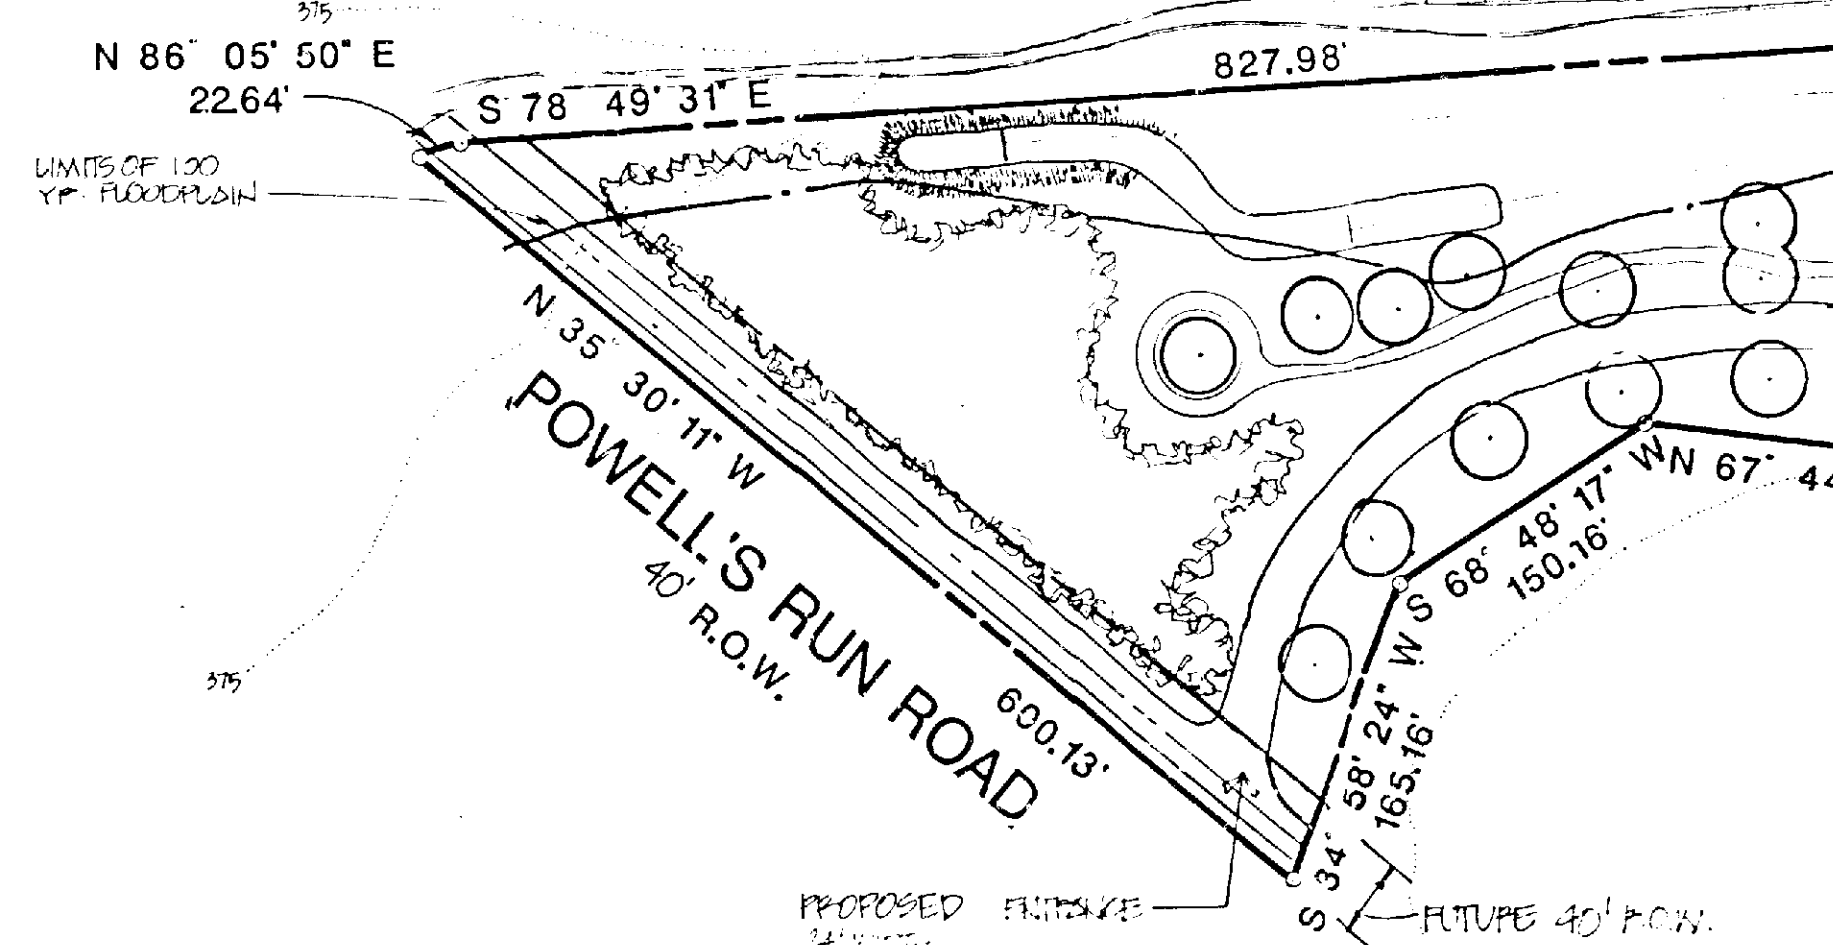 375
N 86° 05' 50" E
22.64'
S 78 49' 31" E
827.98'
LIMITS OF 100
YR. FLOODPLAIN
N 35° 30' 11" W
POWELL'S RUN ROAD
40' R.O.W.
600.13'
S 68° 48' 17" W
150.16'
N 67° 44
S 34° 58' 24" W
165.16'
375
PROPOSED ENTRANCE
FUTURE 40' R.O.W.